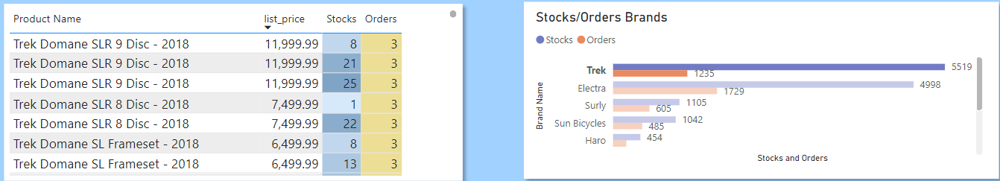 Product Name list_price Stocks Orders
Trek Domane SLR 9 Disc - 2018 11,999.99 8 3
Trek Domane SLR 9 Disc - 2018 11,999.99 21 3
Trek Domane SLR 9 Disc - 2018 11,999.99 25 3
Trek Domane SLR 8 Disc - 2018 7,499.99 1 3
Trek Domane SLR 8 Disc - 2018 7,499.99 22 3
Trek Domane SL Frameset - 2018 6,499.99 8 3
Trek Domane SL Frameset - 2018 6,499.99 13 3
Stocks/Orders Brands
Stocks Orders
Brand Name
Trek 5519
1235
Electra 4998
1729
Surly 1105
605
Sun Bicycles 1042
485
Haro 454
Stocks and Orders